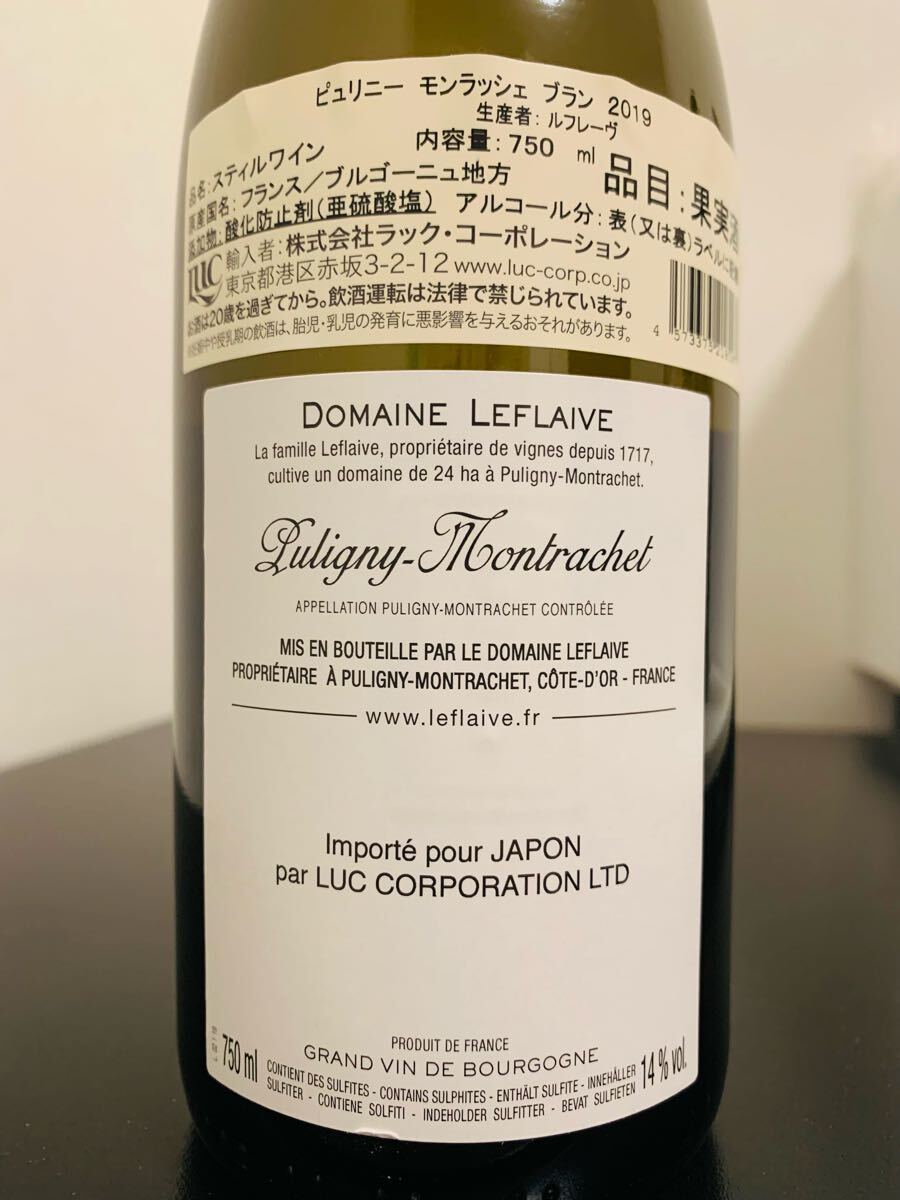 ピュリニー モンラッシェ ブラン 2019
生産者：ルフレーヴ
内容量：750 ml
品目：果実酒
品名：スティルワイン
原産国名：フランス／ブルゴーニュ地方
添加物：酸化防止剤（亜硫酸塩） アルコール分：表（又は裏）ラベルに
LUC 輸入者：株式会社ラック・コーポレーション
東京都港区赤坂3-2-12 www.luc-corp.co.jp
お酒は20歳を過ぎてから。飲酒運転は法律で禁じられています。
妊娠中や授乳期の飲酒は、胎児・乳児の発育に悪影響を与えるおそれがあります。
DOMAINE LEFLAIVE
La famille Leflaive, propriétaire de vignes depuis 1717,
cultive un domaine de 24 ha à Puligny-Montrachet.
Puligny-Montrachet
APPELLATION PULIGNY-MONTRACHET CONTRÔLÉE
MIS EN BOUTEILLE PAR LE DOMAINE LEFLAIVE
PROPRIÉTAIRE À PULIGNY-MONTRACHET, CÔTE-D'OR - FRANCE
www.leflaive.fr
Importé pour JAPON
par LUC CORPORATION LTD
PRODUIT DE FRANCE
GRAND VIN DE BOURGOGNE
750 ml
CONTIENT DES SULFITES - CONTAINS SULPHITES - ENTHÄLT SULFITE - INNEHÅLLER
SULFITER - CONTIENE SOLFITI - INDEHOLDER SULFITTER - BEVAT SULFIETEN
14 % vol.